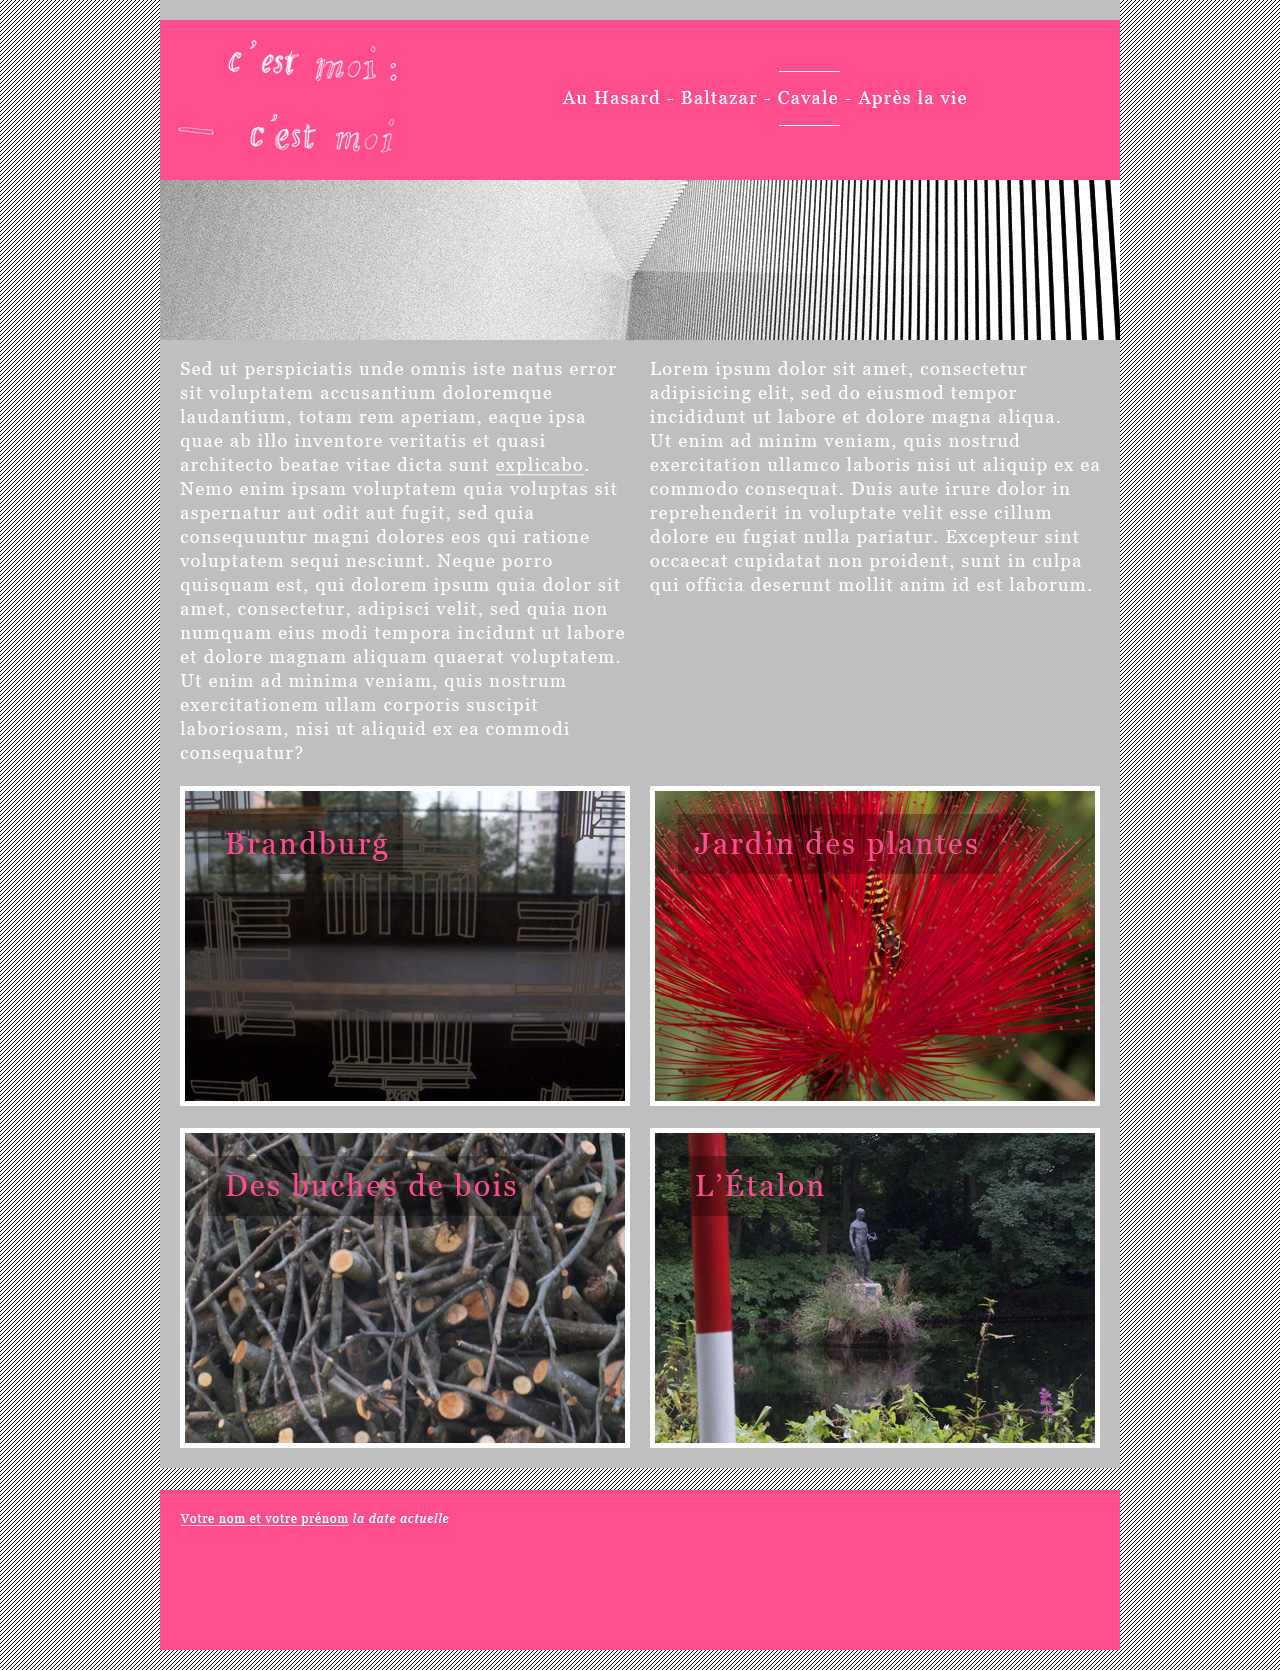 c'est moi :
— c'est moi
Au Hasard - Baltazar - Cavale - Après la vie
Sed ut perspiciatis unde omnis iste natus error
sit voluptatem accusantium doloremque
laudantium, totam rem aperiam, eaque ipsa
quae ab illo inventore veritatis et quasi
architecto beatae vitae dicta sunt explicabo.
Nemo enim ipsam voluptatem quia voluptas sit
aspernatur aut odit aut fugit, sed quia
consequuntur magni dolores eos qui ratione
voluptatem sequi nesciunt. Neque porro
quisquam est, qui dolorem ipsum quia dolor sit
amet, consectetur, adipisci velit, sed quia non
numquam eius modi tempora incidunt ut labore
et dolore magnam aliquam quaerat voluptatem.
Ut enim ad minima veniam, quis nostrum
exercitationem ullam corporis suscipit
laboriosam, nisi ut aliquid ex ea commodi
consequatur?
Lorem ipsum dolor sit amet, consectetur
adipisicing elit, sed do eiusmod tempor
incididunt ut labore et dolore magna aliqua.
Ut enim ad minim veniam, quis nostrud
exercitation ullamco laboris nisi ut aliquip ex ea
commodo consequat. Duis aute irure dolor in
reprehenderit in voluptate velit esse cillum
dolore eu fugiat nulla pariatur. Excepteur sint
occaecat cupidatat non proident, sunt in culpa
qui officia deserunt mollit anim id est laborum.
Brandburg
Jardin des plantes
Des buches de bois
L’Étalon
Votre nom et votre prénom la date actuelle